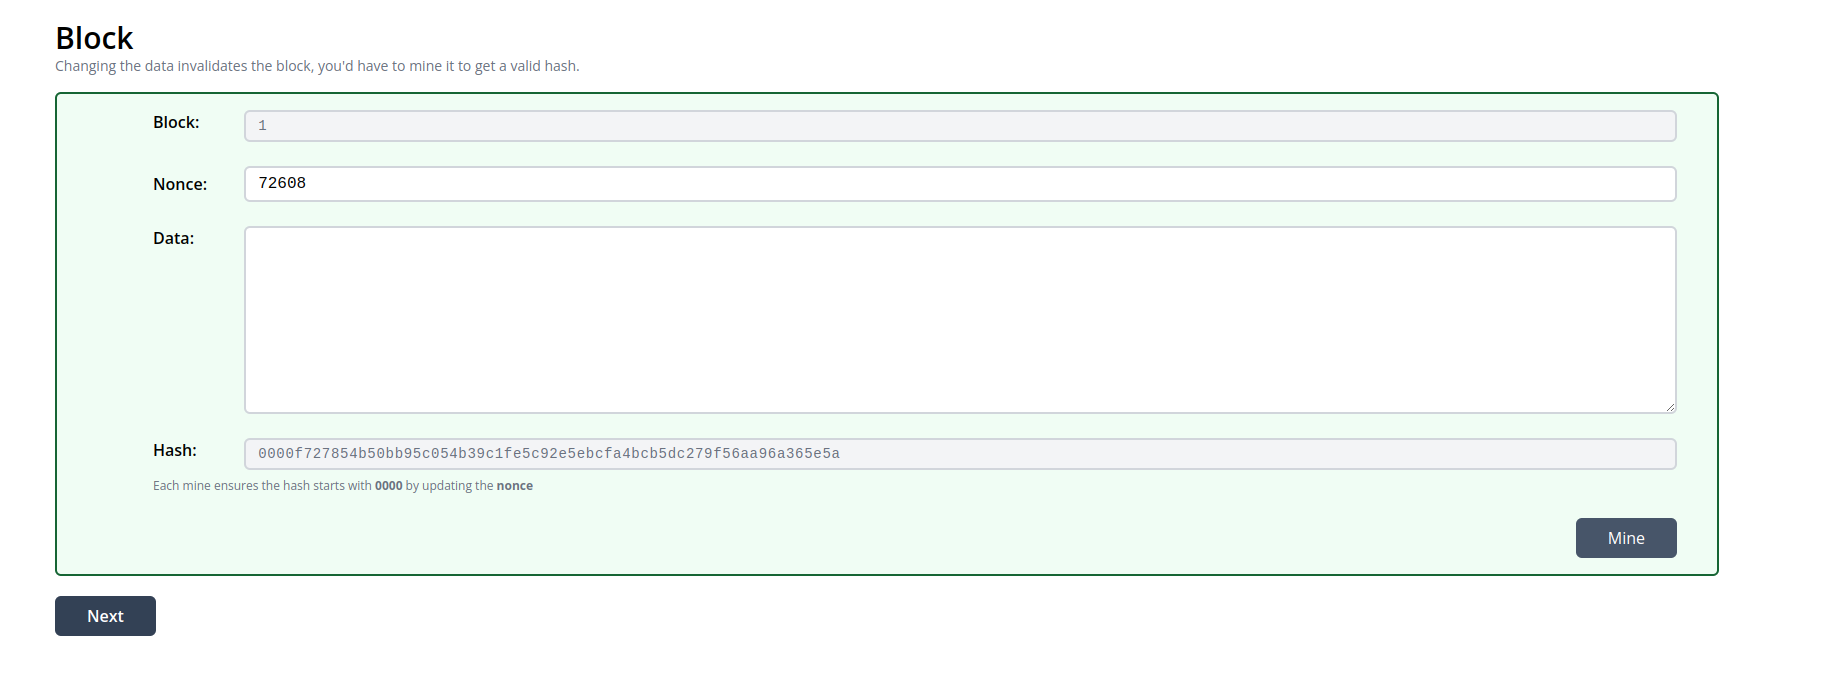 Block
Changing the data invalidates the block, you'd have to mine it to get a valid hash.
Block: 1
Nonce: 72608
Data:
Hash: 0000f727854b50bb95c054b39c1fe5c92e5ebcfa4bcb5dc279f56aa96a365e5a
Each mine ensures the hash starts with 0000 by updating the nonce
Mine
Next